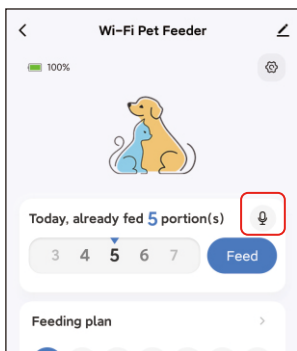 Wi-Fi Pet Feeder
100%
Today, already fed 5 portion(s)
3 4 5 6 7 Feed
Feeding plan